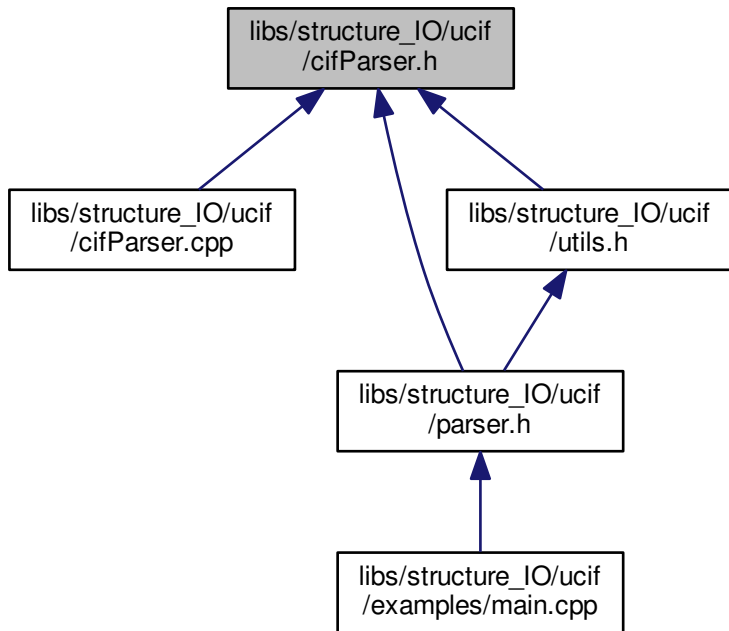 libs/structure_IO/ucif
/cifParser.h
libs/structure_IO/ucif
/cifParser.cpp
libs/structure_IO/ucif
/utils.h
libs/structure_IO/ucif
/parser.h
libs/structure_IO/ucif
/examples/main.cpp